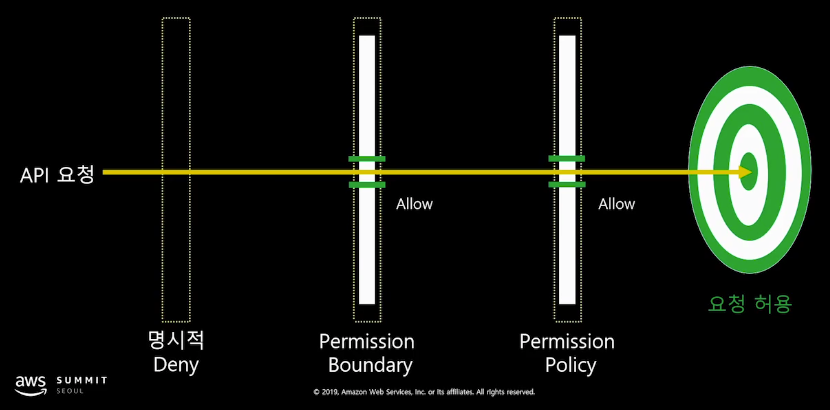 API 요청
Allow
Allow
요청 허용
명시적
Deny
Permission
Boundary
Permission
Policy
aws
SUMMIT
SEOUL
© 2019, Amazon Web Services, Inc. or Its affiliates. All rights reserved.